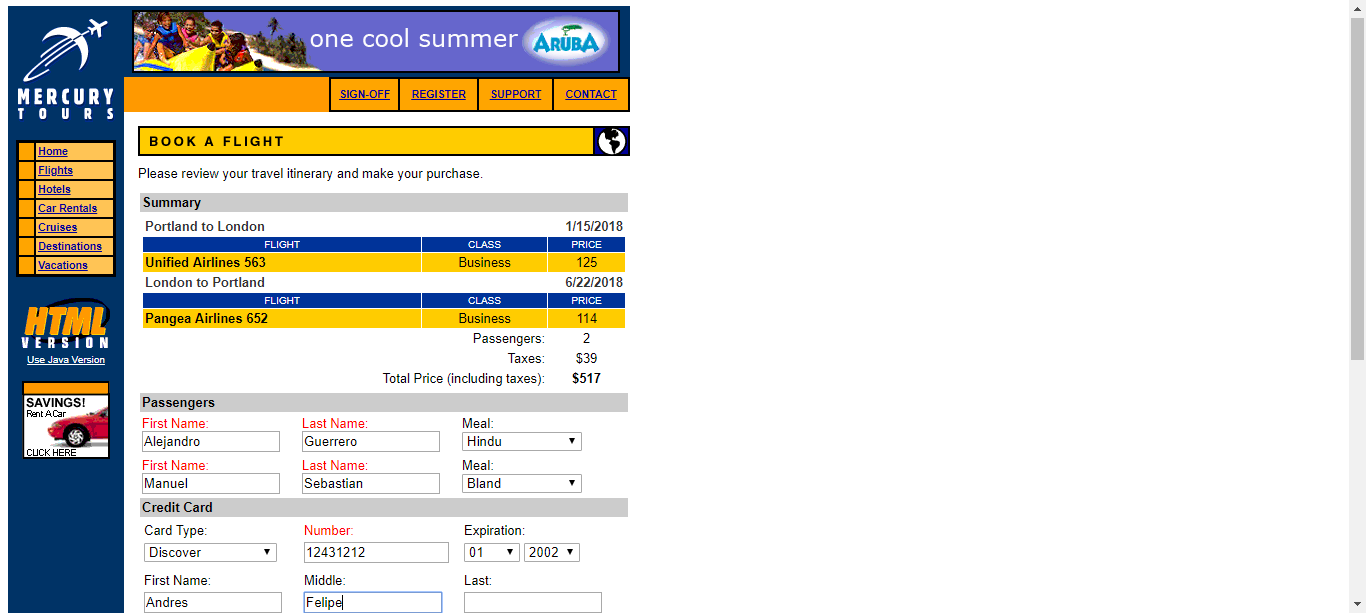 one cool summer ARUBA
MERCURY
TOURS
SIGN-OFF REGISTER SUPPORT CONTACT
Home
Flights
Hotels
Car Rentals
Cruises
Destinations
Vacations
HTML
VERSION
Use Java Version
SAVINGS!
Rent A Car
CLICK HERE
BOOK A FLIGHT
Please review your travel itinerary and make your purchase.
Summary
Portland to London 1/15/2018
FLIGHT CLASS PRICE
Unified Airlines 563 Business 125
London to Portland 6/22/2018
FLIGHT CLASS PRICE
Pangea Airlines 652 Business 114
Passengers: 2
Taxes: $39
Total Price (including taxes): $517
Passengers
First Name: Last Name: Meal:
Alejandro Guerrero Hindu
First Name: Last Name: Meal:
Manuel Sebastian Bland
Credit Card
Card Type: Number: Expiration:
Discover 12431212 01 2002
First Name: Middle: Last:
Andres Felipe